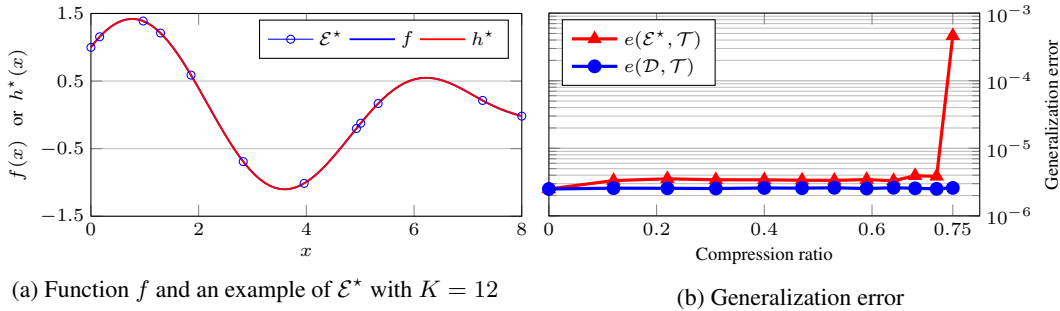 1.5
0.5
−0.5
−1.5
f(x) or h⋆(x)
ℰ⋆ f h⋆
0 2 4 6 8
x
(a) Function f and an example of ℰ⋆ with K = 12
e(ℰ⋆, 𝒯)
e(𝒟, 𝒯)
10⁻³
10⁻⁴
10⁻⁵
10⁻⁶
Generalization error
0 0.2 0.4 0.6 0.75
Compression ratio
(b) Generalization error